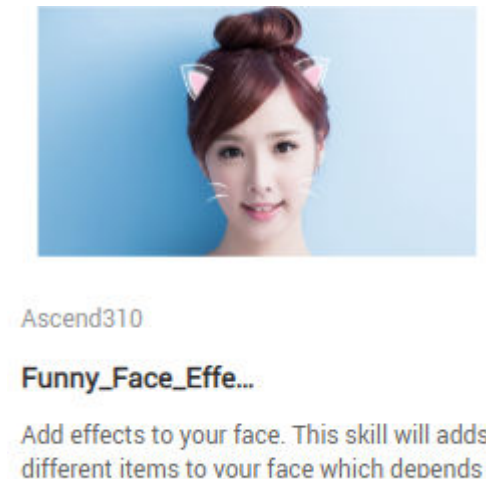 Ascend310
Funny_Face_Effe...
Add effects to your face. This skill will adds
different items to your face which depends